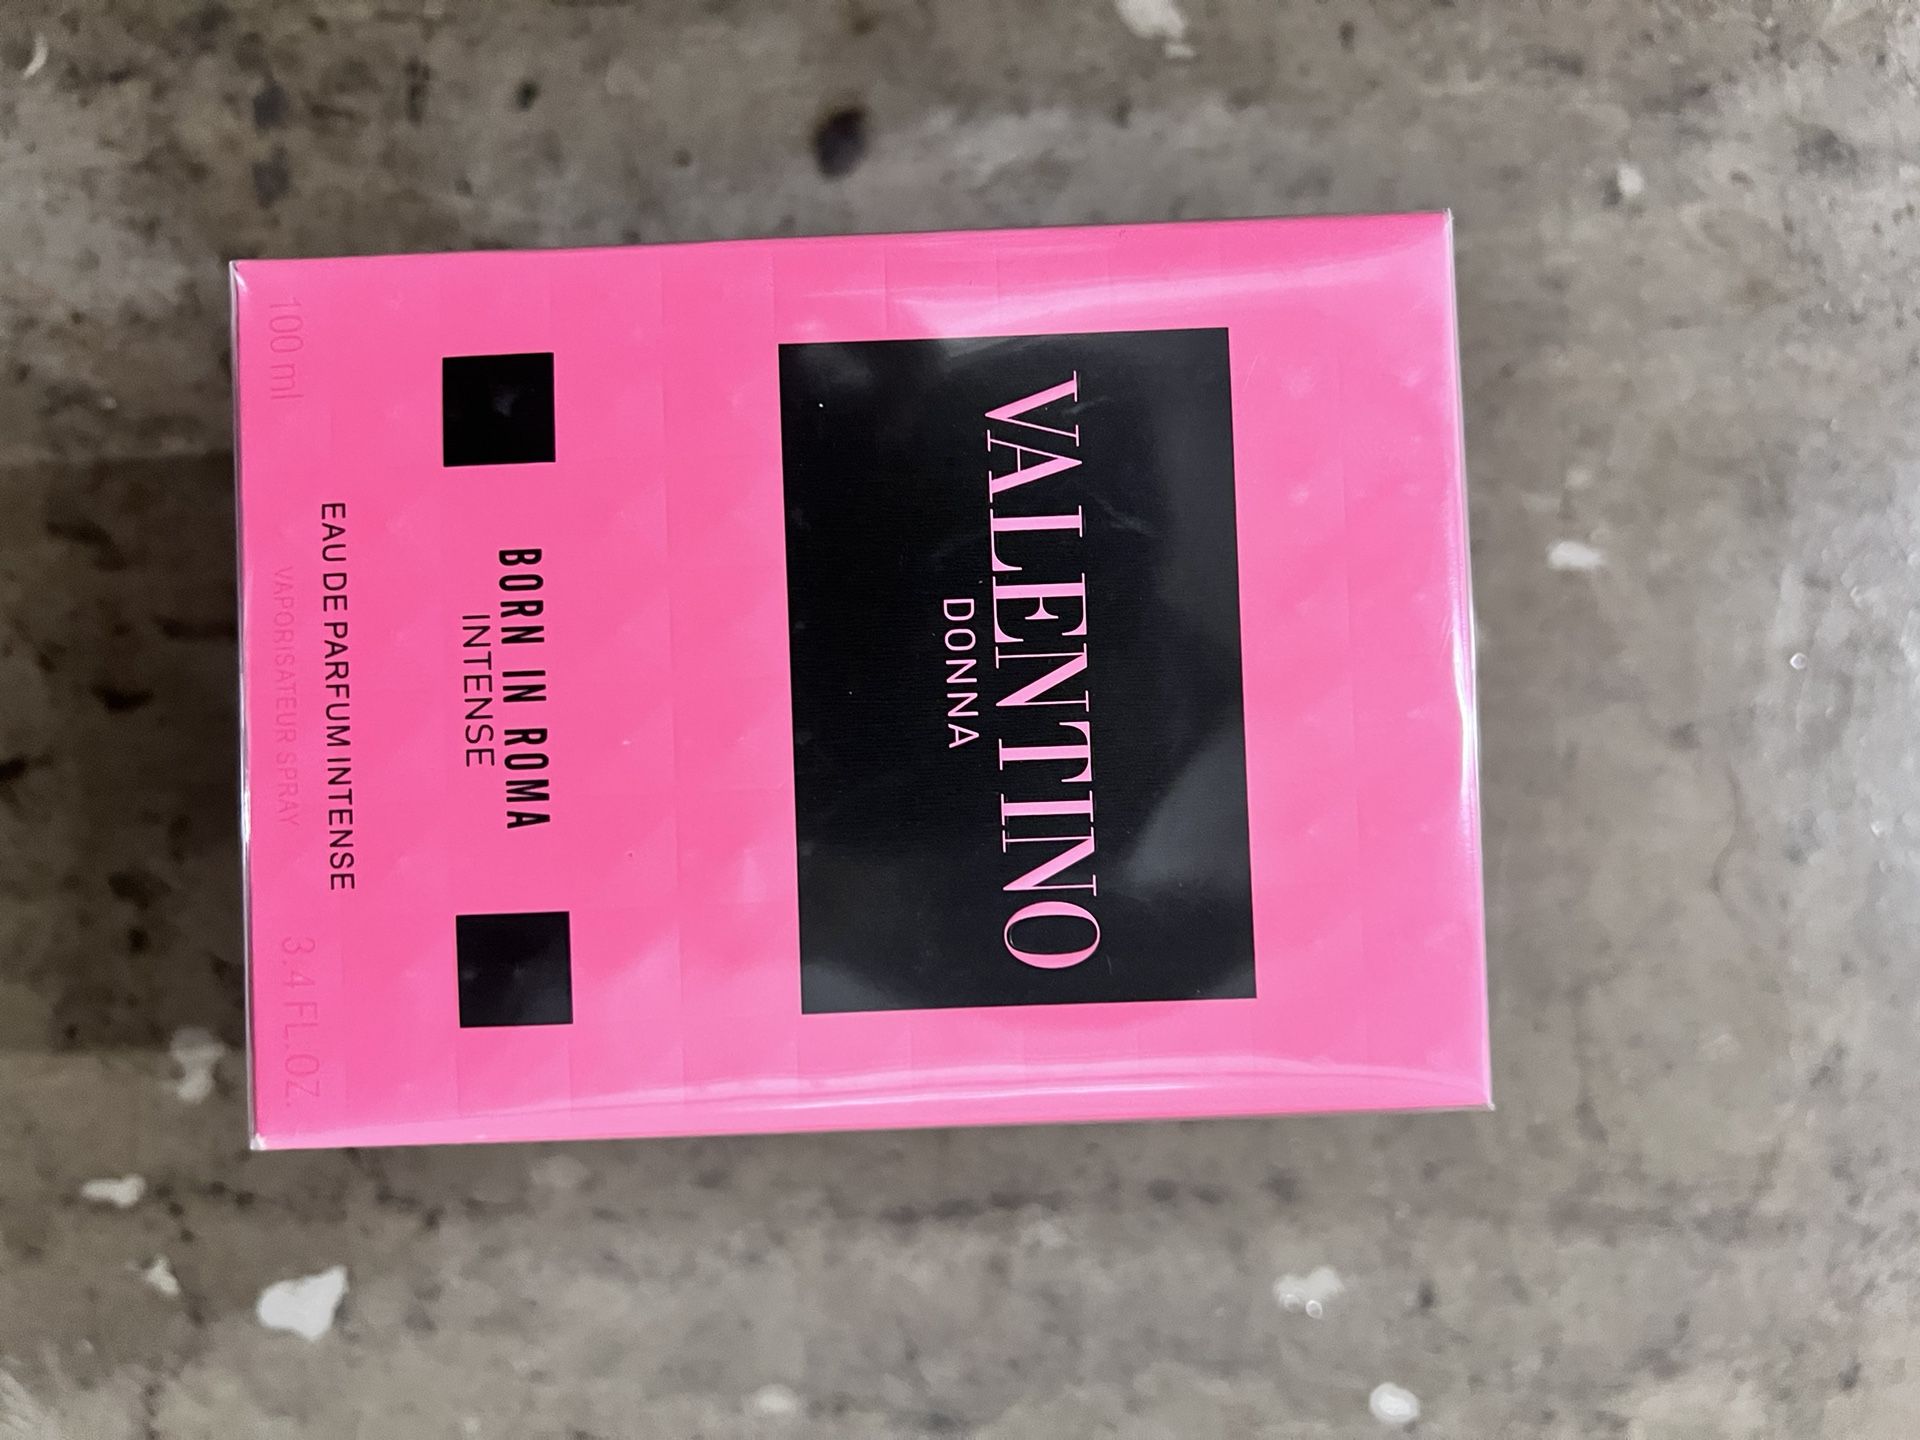 VALENTINO
DONNA
BORN IN ROMA
INTENSE
EAU DE PARFUM INTENSE
100 ml VAPORISATEUR SPRAY 3.4 FL.OZ.